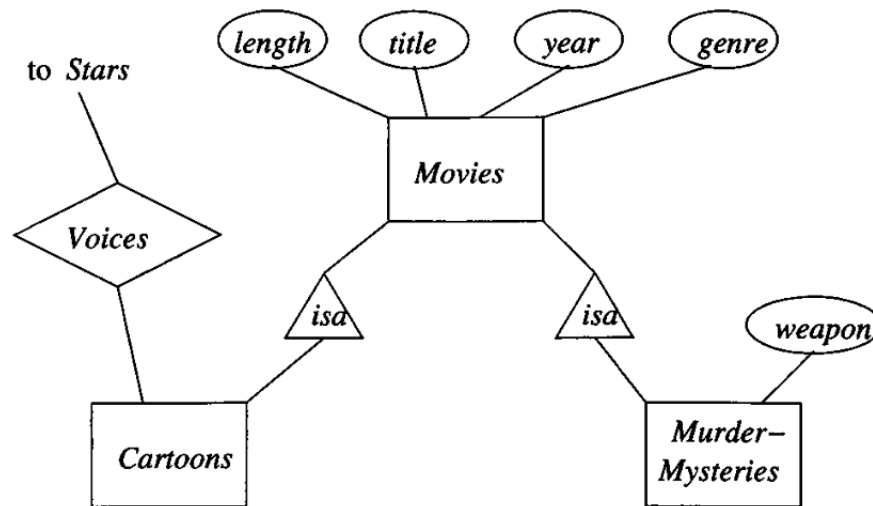 length
title
year
genre
to Stars
Movies
Voices
isa
isa
weapon
Cartoons
Murder–
Mysteries